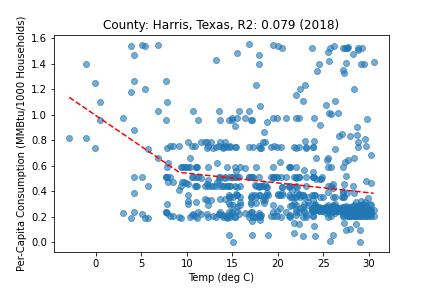 County: Harris, Texas, R2: 0.079 (2018)
Per-Capita Consumption (MMBtu/1000 Households)
1.6
1.4
1.2
1.0
0.8
0.6
0.4
0.2
0.0
0 5 10 15 20 25 30
Temp (deg C)